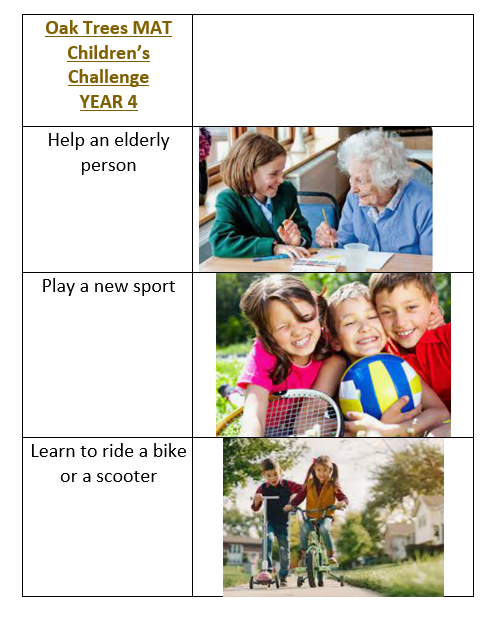 Oak Trees MAT
Children’s
Challenge
YEAR 4
Help an elderly
person
Play a new sport
Learn to ride a bike
or a scooter